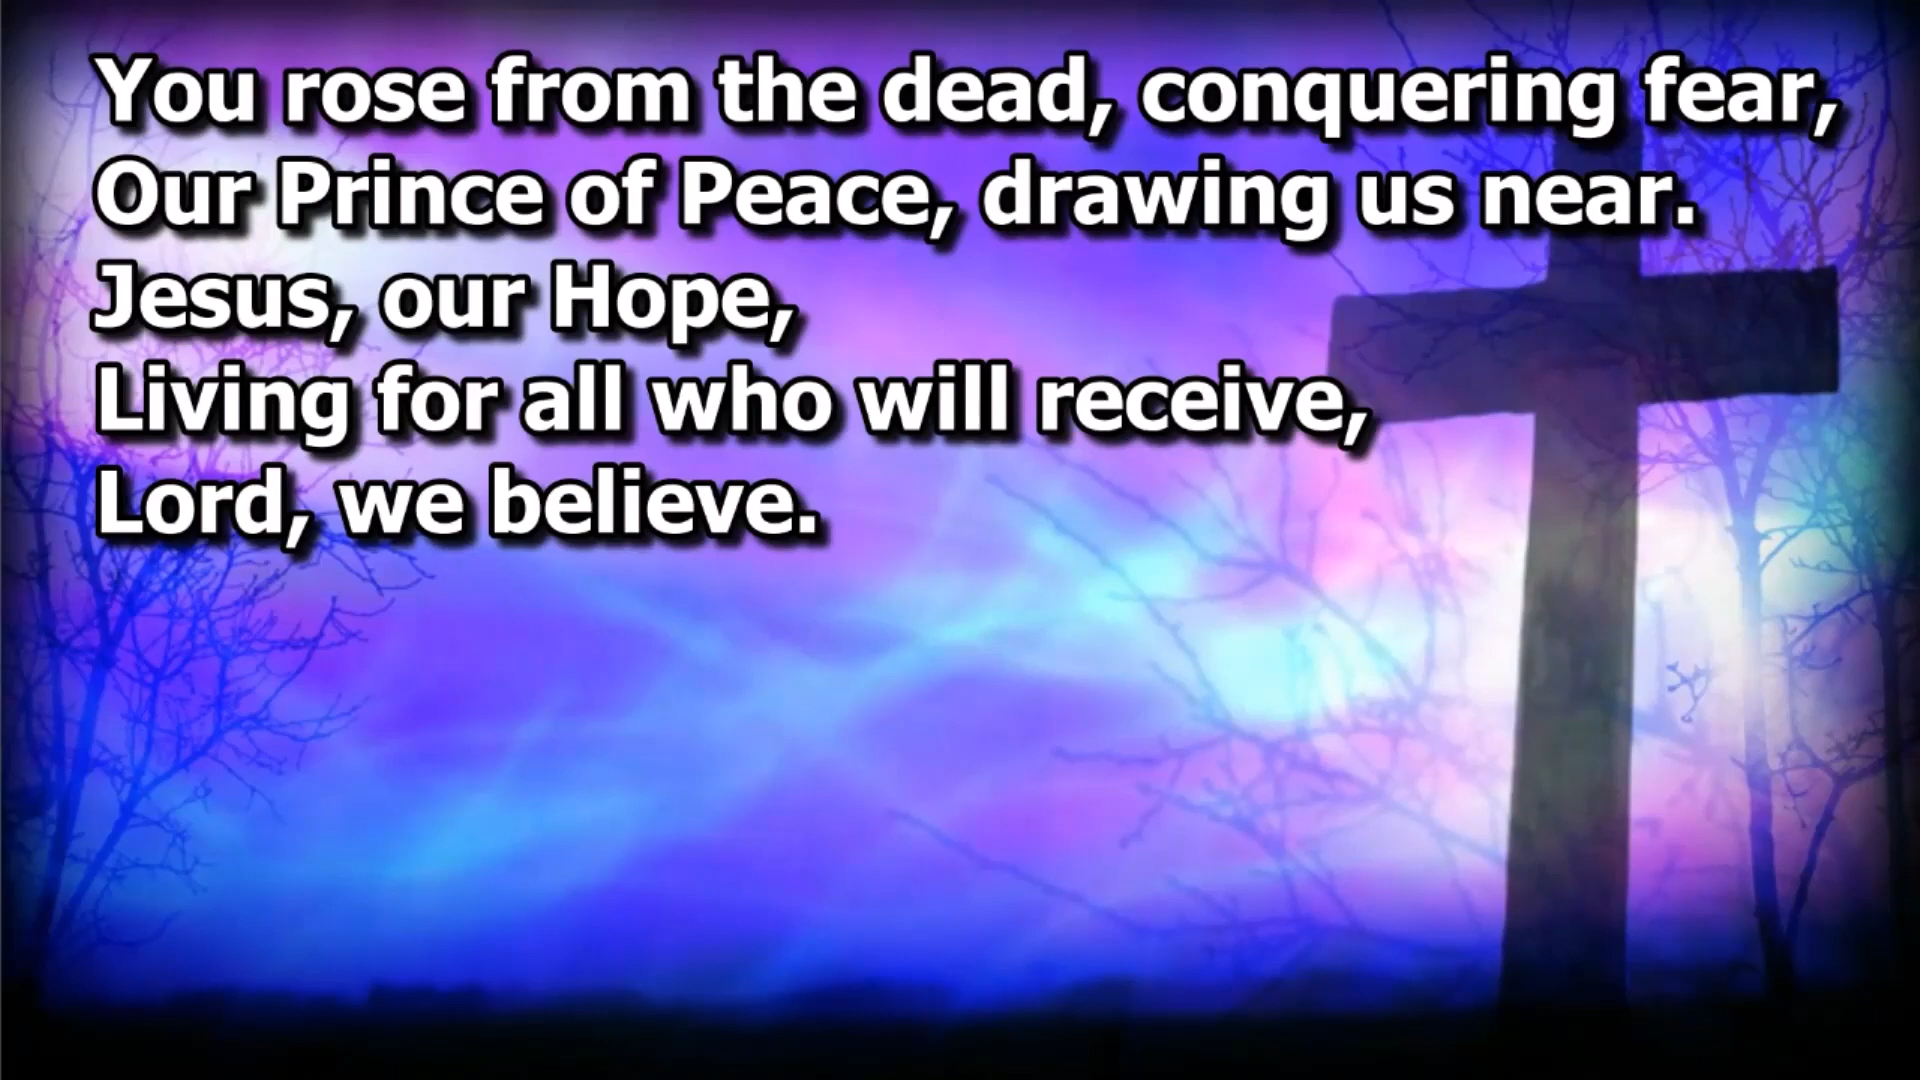 You rose from the dead, conquering fear,
Our Prince of Peace, drawing us near.
Jesus, our Hope,
Living for all who will receive,
Lord, we believe.